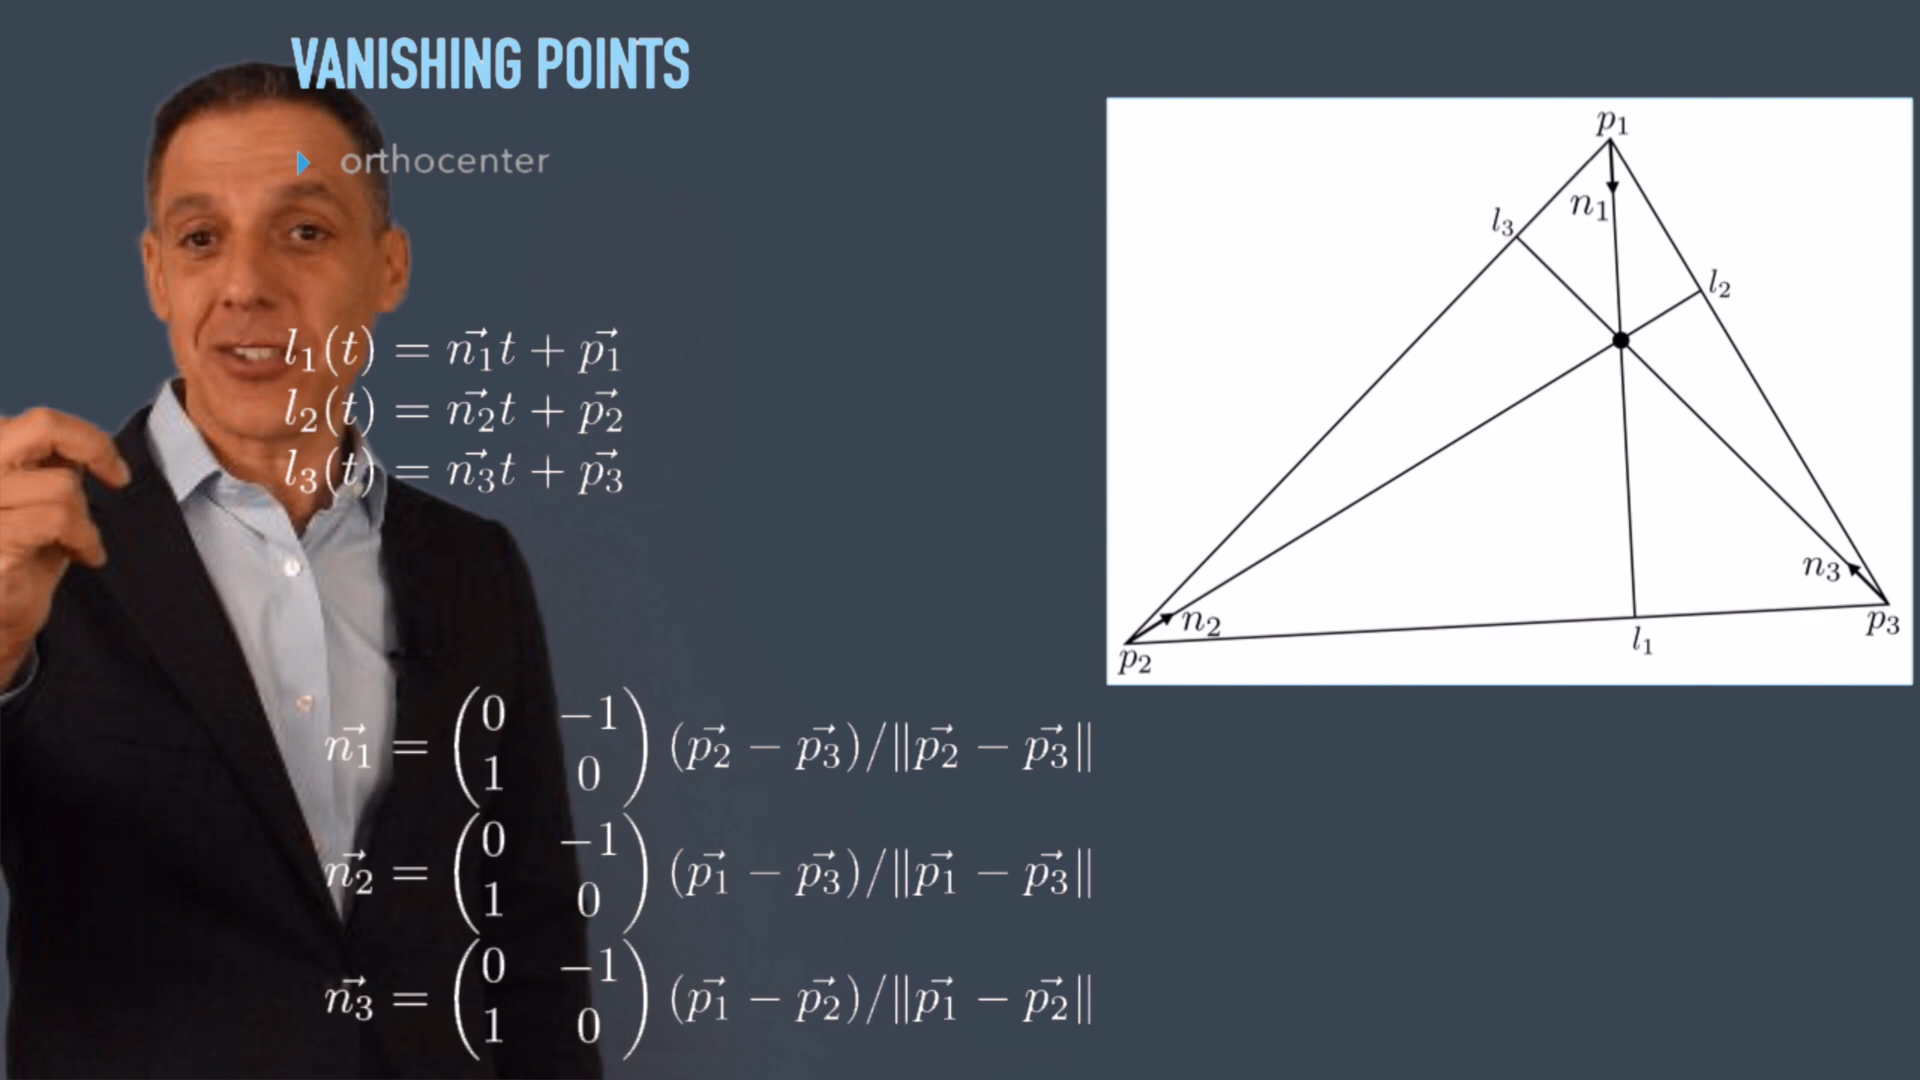 VANISHING POINTS
orthocenter
l₁(t) = n⃗₁t + p⃗₁
l₂(t) = n⃗₂t + p⃗₂
l₃(t) = n⃗₃t + p⃗₃
n⃗₁ = (0 −1; 1 0) (p⃗₂ − p⃗₃)/‖p⃗₂ − p⃗₃‖
n⃗₂ = (0 −1; 1 0) (p⃗₁ − p⃗₃)/‖p⃗₁ − p⃗₃‖
n⃗₃ = (0 −1; 1 0) (p⃗₁ − p⃗₂)/‖p⃗₁ − p⃗₂‖
p₁
n₁
l₃
l₂
n₃
n₂
p₃
l₁
p₂